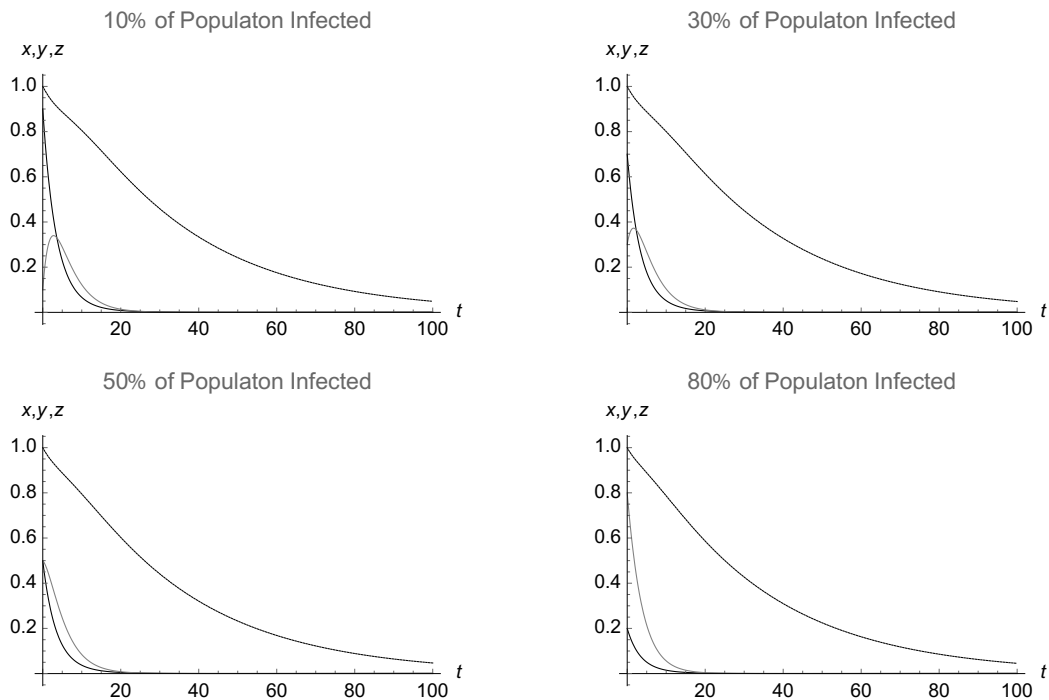 10% of Populaton Infected
x,y,z
1.0
0.8
0.6
0.4
0.2
20 40 60 80 100 t
30% of Populaton Infected
x,y,z
1.0
0.8
0.6
0.4
0.2
20 40 60 80 100 t
50% of Populaton Infected
x,y,z
1.0
0.8
0.6
0.4
0.2
20 40 60 80 100 t
80% of Populaton Infected
x,y,z
1.0
0.8
0.6
0.4
0.2
20 40 60 80 100 t